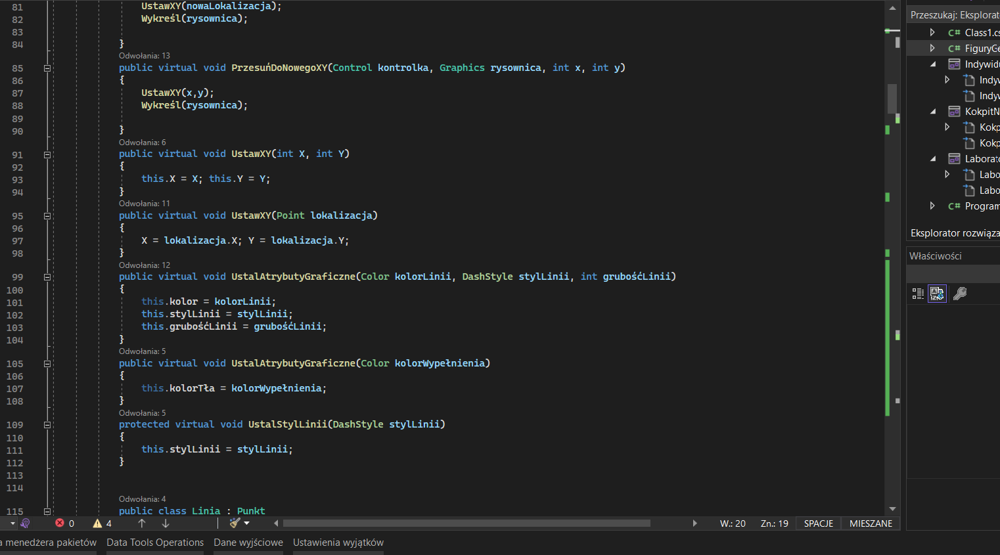 81 UstawXY(nowaLokalizacja);
82 Wykreśl(rysownica);
83
84 }
Odwołania: 13
85 public virtual void PrzesuńDoNowegoXY(Control kontrolka, Graphics rysownica, int x, int y)
86 {
87 UstawXY(x,y);
88 Wykreśl(rysownica);
89
90 }
Odwołania: 6
91 public virtual void UstawXY(int X, int Y)
92 {
93 this.X = X; this.Y = Y;
94 }
Odwołania: 11
95 public virtual void UstawXY(Point lokalizacja)
96 {
97 X = lokalizacja.X; Y = lokalizacja.Y;
98 }
Odwołania: 12
99 public virtual void UstalAtrybutyGraficzne(Color kolorLinii, DashStyle stylLinii, int grubośćLinii)
100 {
101 this.kolor = kolorLinii;
102 this.stylLinii = stylLinii;
103 this.grubośćLinii = grubośćLinii;
104 }
Odwołania: 5
105 public virtual void UstalAtrybutyGraficzne(Color kolorWypełnienia)
106 {
107 this.kolorTła = kolorWypełnienia;
108 }
Odwołania: 5
109 protected virtual void UstalStylLinii(DashStyle stylLinii)
110 {
111 this.stylLinii = stylLinii;
112 }
113
114
Odwołania: 4
115 public class Linia : Punkt
0 4 W.: 20 Zn.: 19 SPACJE MIESZANE
a menedżera pakietów Data Tools Operations Dane wyjściowe Ustawienia wyjątków
Przeszukaj: Eksplorat
C# Class1.cs
C# FiguryGe
Indywidu
Indyw
Indyw
KokpitN
Kokp
Kokp
Laborato
Labo
Labo
C# Program
Eksplorator rozwiąza
Właściwości